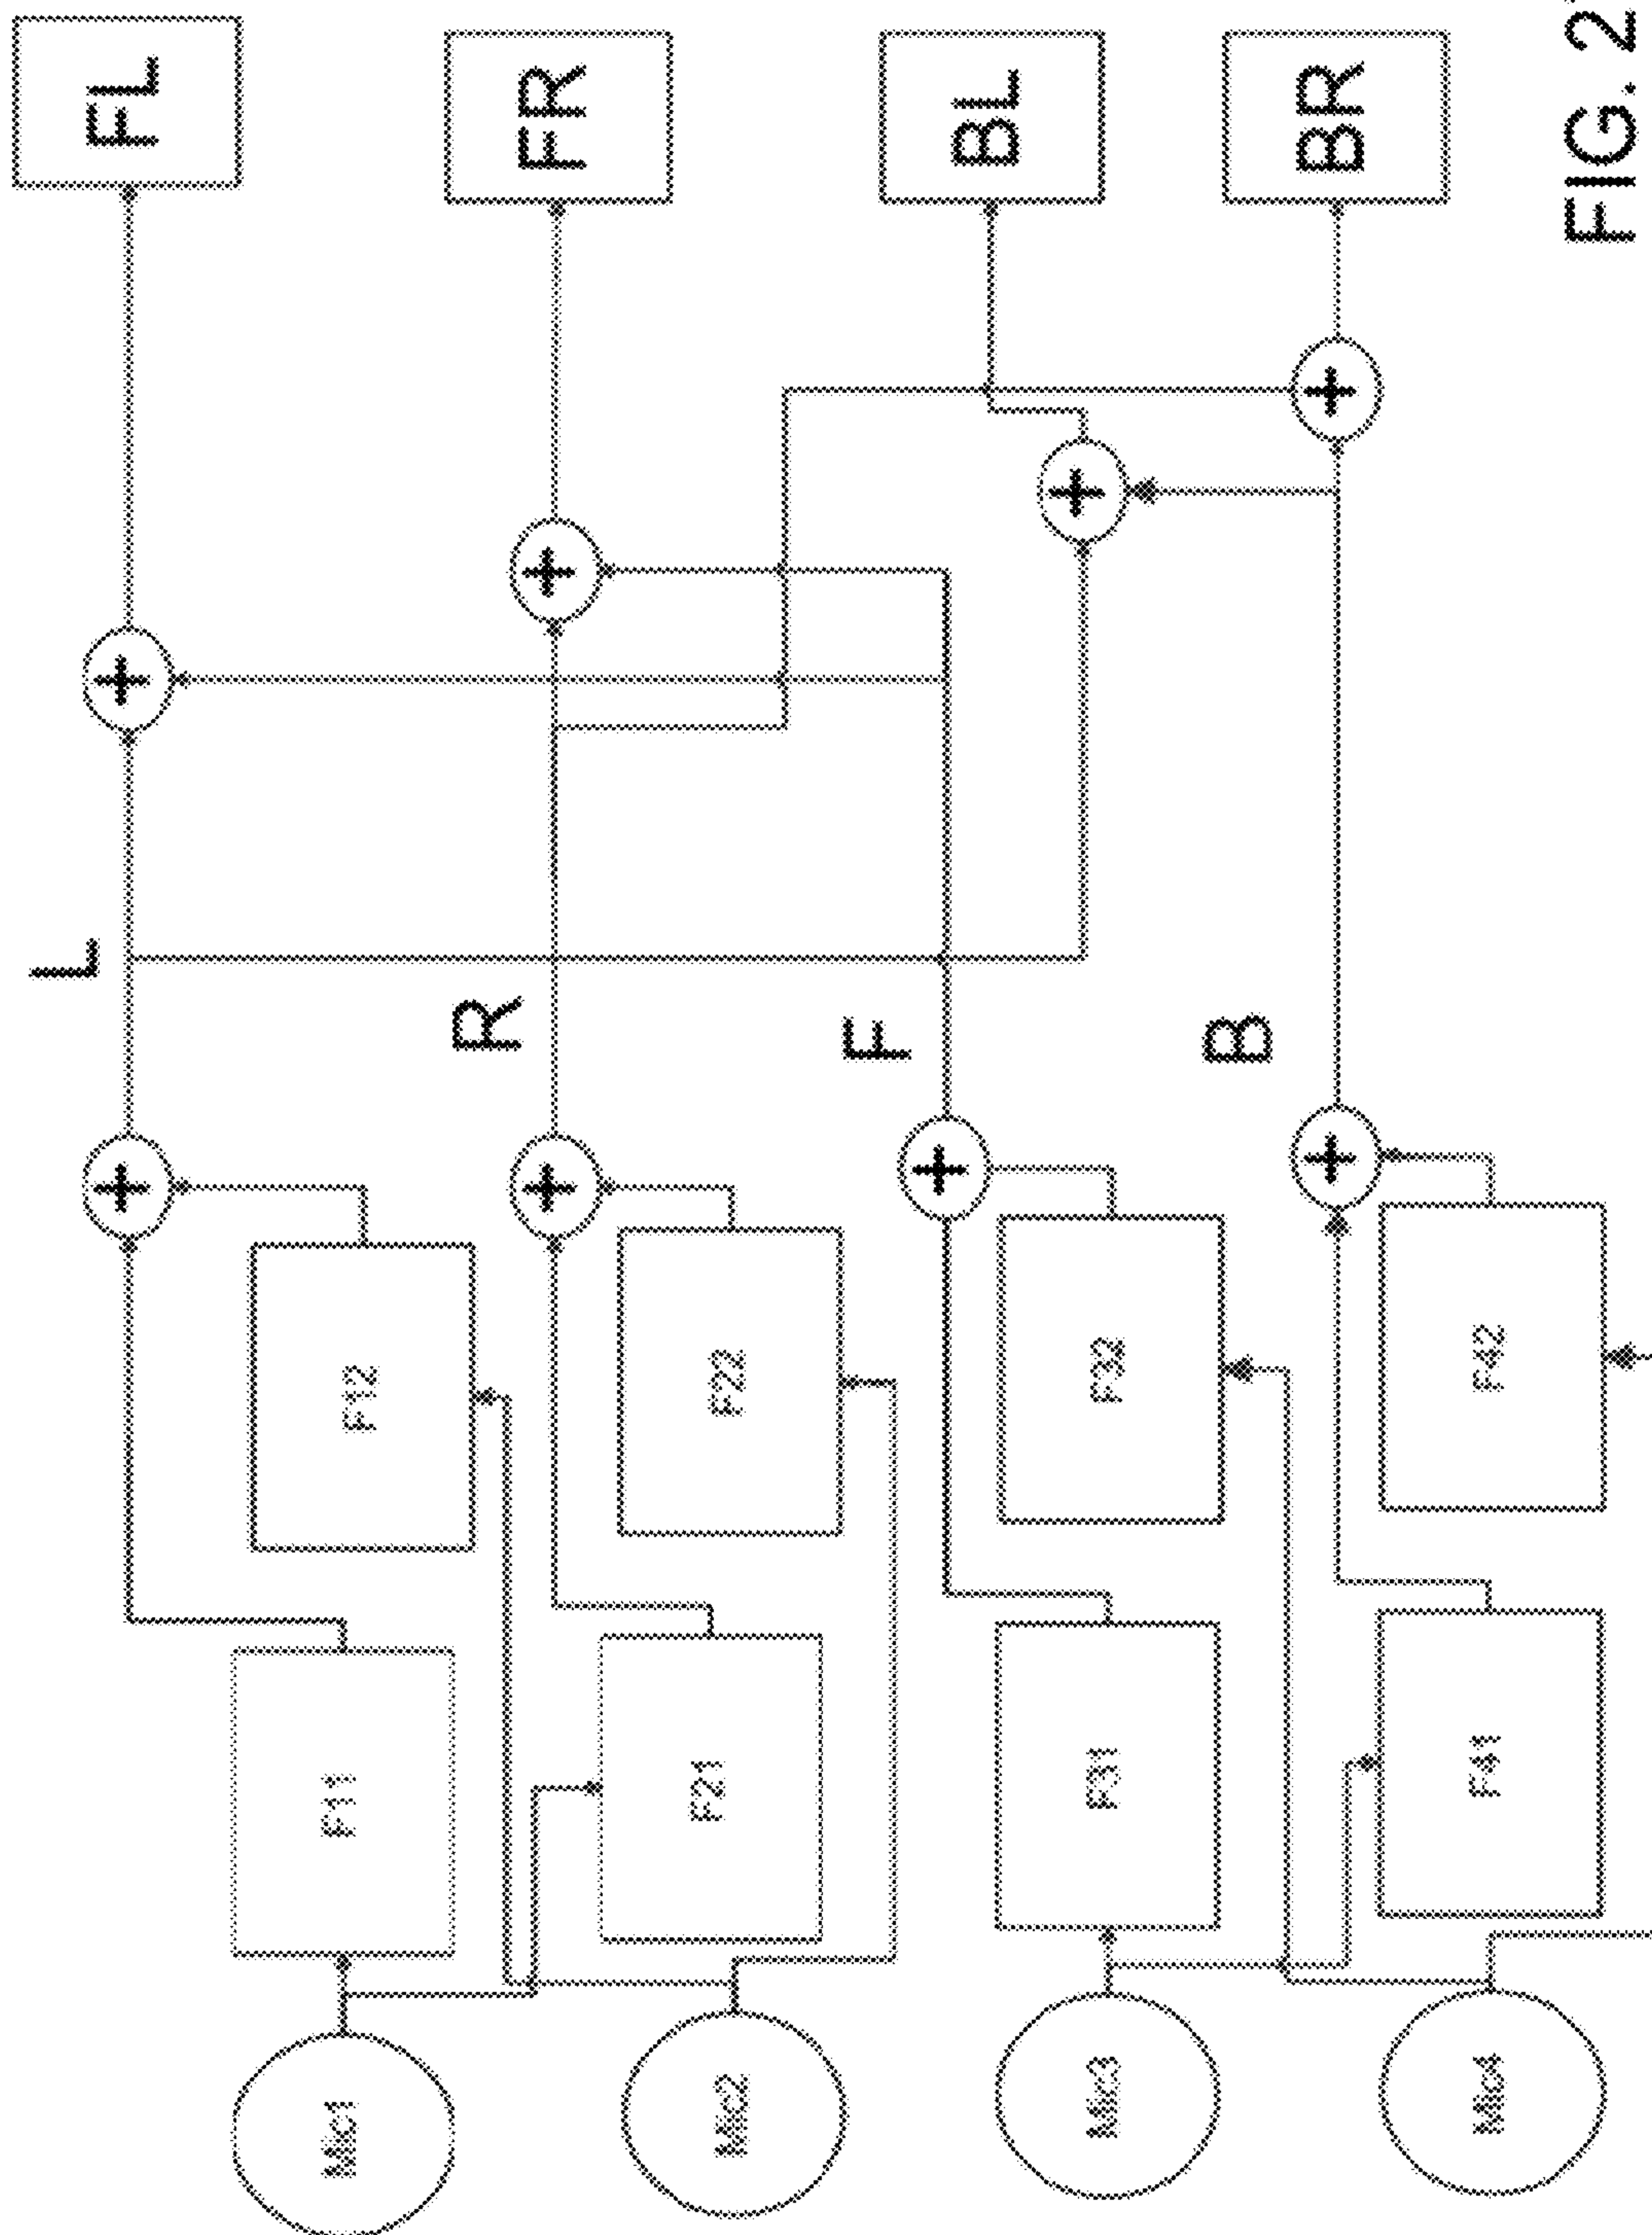 Mic1
F11
F12
+
L
+
FL
Mic2
F21
F22
+
R
+
FR
Mic3
F31
F32
+
F
+
BL
Mic4
F41
F42
+
B
+
BR
FIG. 2